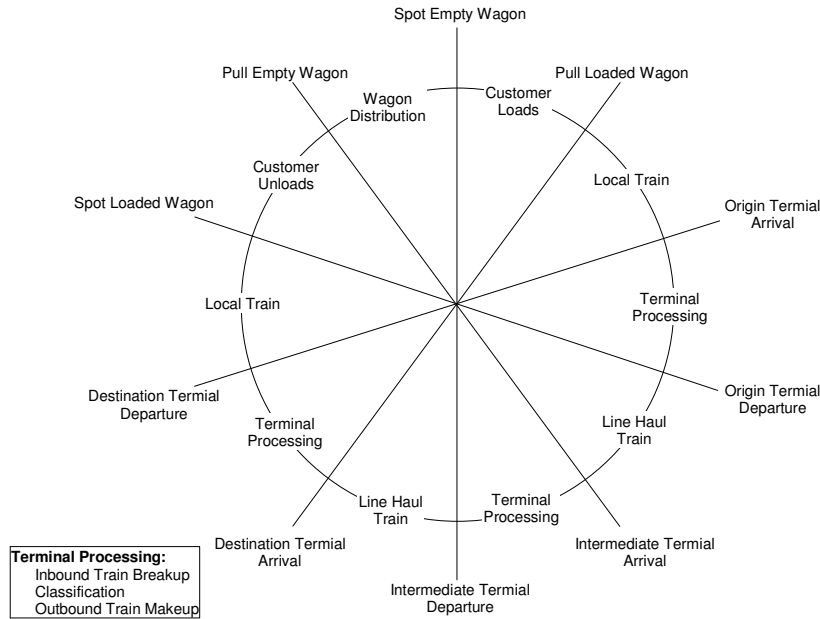 Spot Empty Wagon
Pull Empty Wagon
Pull Loaded Wagon
Wagon
Distribution
Customer
Loads
Customer
Unloads
Local Train
Spot Loaded Wagon
Origin Termial
Arrival
Local Train
Terminal
Processing
Destination Termial
Departure
Origin Termial
Departure
Terminal
Processing
Line Haul
Train
Line Haul
Train
Terminal
Processing
Destination Termial
Arrival
Intermediate Termial
Arrival
Intermediate Termial
Departure
Terminal Processing:
Inbound Train Breakup
Classification
Outbound Train Makeup